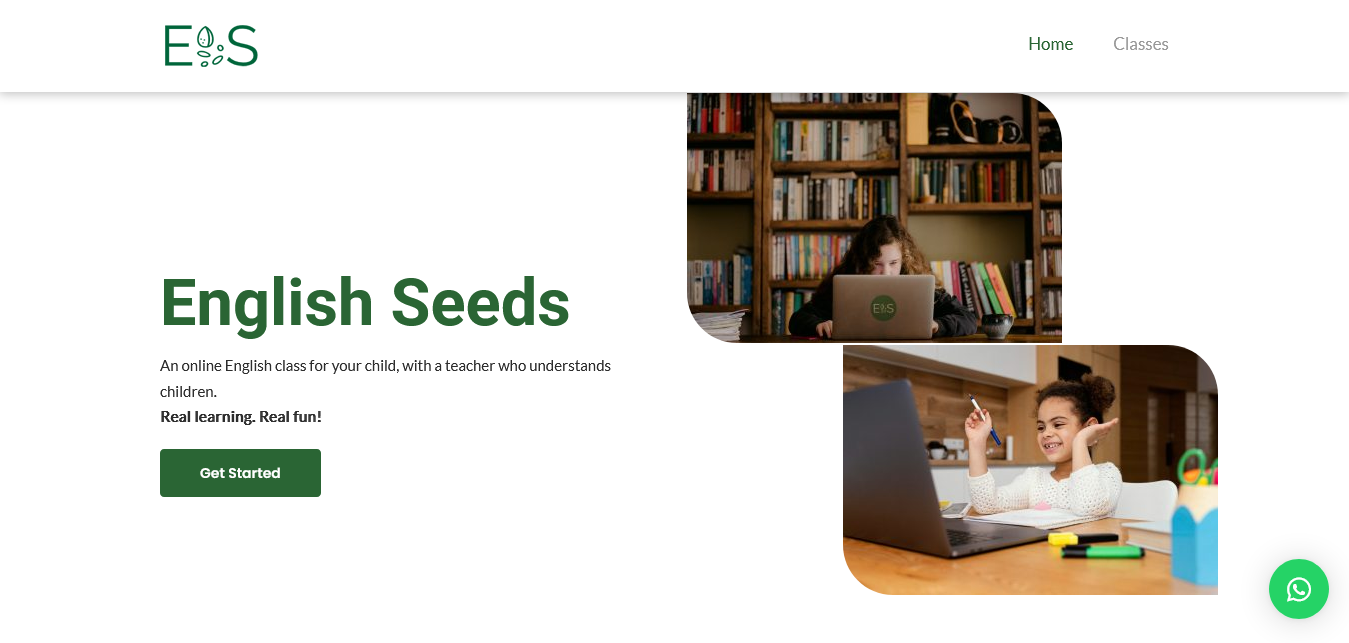 E S
Home
Classes
English Seeds
An online English class for your child, with a teacher who understands
children.
Real learning. Real fun!
Get Started
E S